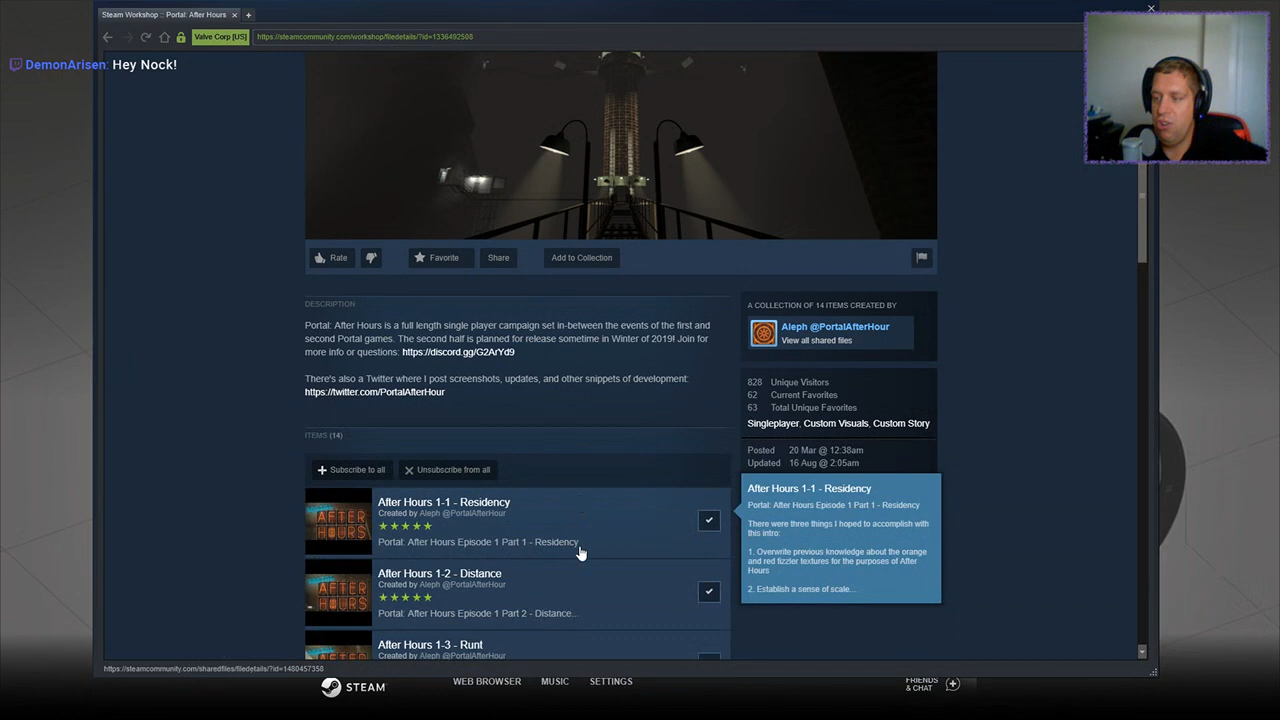 Steam Workshop :: Portal: After Hours
Valve Corp [US]
https://steamcommunity.com/workshop/filedetails/?id=1336492508
DemonArisen: Hey Nock!
Rate
Favorite
Share
Add to Collection
DESCRIPTION
Portal: After Hours is a full length single player campaign set in-between the events of the first and
second Portal games. The second half is planned for release sometime in Winter of 2019! Join for
more info or questions: https://discord.gg/G2ArYd9
There's also a Twitter where I post screenshots, updates, and other snippets of development:
https://twitter.com/PortalAfterHour
A COLLECTION OF 14 ITEMS CREATED BY
Aleph @PortalAfterHour
View all shared files
828 Unique Visitors
62 Current Favorites
63 Total Unique Favorites
Singleplayer, Custom Visuals, Custom Story
Posted 20 Mar @ 12:38am
Updated 16 Aug @ 2:05am
ITEMS (14)
Subscribe to all
Unsubscribe from all
AFTER HOURS
After Hours 1-1 - Residency
Created by Aleph @PortalAfterHour
Portal: After Hours Episode 1 Part 1 - Residency
AFTER HOURS
After Hours 1-2 - Distance
Created by Aleph @PortalAfterHour
Portal: After Hours Episode 1 Part 2 - Distance...
AFTER
After Hours 1-3 - Runt
Created by Aleph @PortalAfterHour
After Hours 1-1 - Residency
Portal: After Hours Episode 1 Part 1 - Residency
There were three things I hoped to accomplish with
this intro:
1. Overwrite previous knowledge about the orange
and red fizzler textures for the purposes of After
Hours
2. Establish a sense of scale...
https://steamcommunity.com/sharedfiles/filedetails/?id=1480457358
STEAM
WEB BROWSER
MUSIC
SETTINGS
FRIENDS
& CHAT